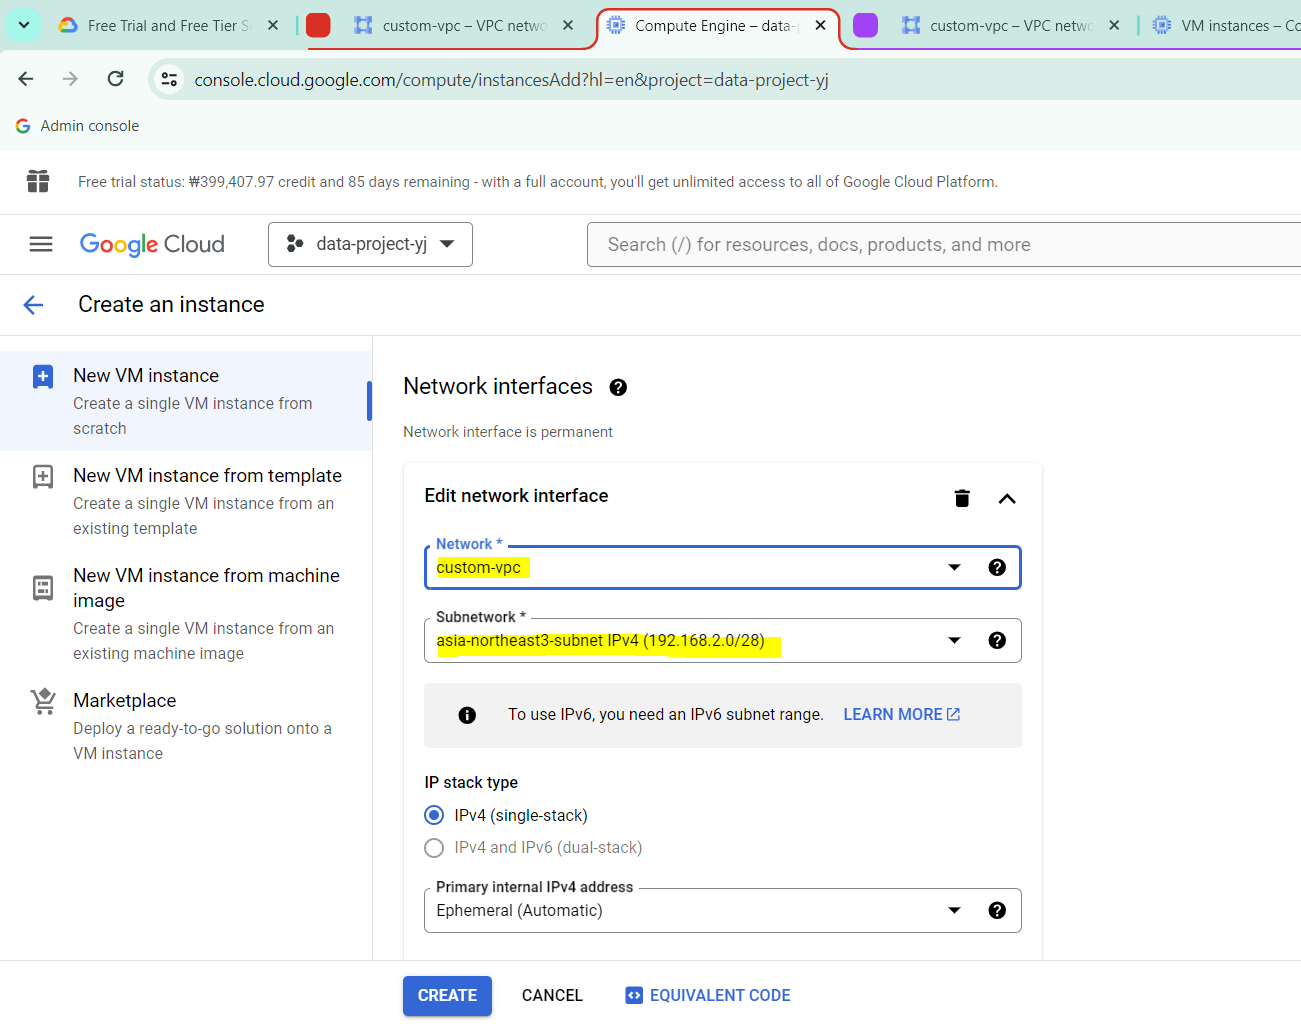 Free Trial and Free Tier S
custom-vpc – VPC netwo
Compute Engine – data-p
custom-vpc – VPC netwo
VM instances – Co
console.cloud.google.com/compute/instancesAdd?hl=en&project=data-project-yj
Admin console
Free trial status: ₩399,407.97 credit and 85 days remaining - with a full account, you'll get unlimited access to all of Google Cloud Platform.
Google Cloud
data-project-yj
Search (/) for resources, docs, products, and more
Create an instance
New VM instance
Create a single VM instance from
scratch
New VM instance from template
Create a single VM instance from an
existing template
New VM instance from machine
image
Create a single VM instance from an
existing machine image
Marketplace
Deploy a ready-to-go solution onto a
VM instance
Network interfaces
Network interface is permanent
Edit network interface
Network *
custom-vpc
Subnetwork *
asia-northeast3-subnet IPv4 (192.168.2.0/28)
To use IPv6, you need an IPv6 subnet range. LEARN MORE
IP stack type
IPv4 (single-stack)
IPv4 and IPv6 (dual-stack)
Primary internal IPv4 address
Ephemeral (Automatic)
CREATE
CANCEL
EQUIVALENT CODE